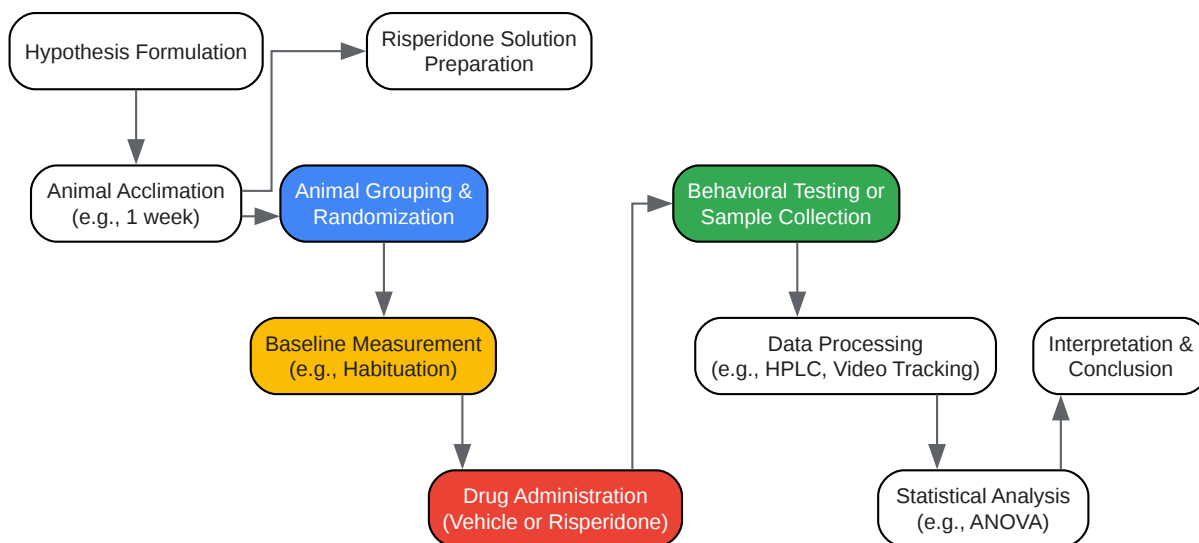 Hypothesis Formulation
Risperidone Solution
Preparation
Animal Acclimation
(e.g., 1 week)
Animal Grouping &
Randomization
Behavioral Testing or
Sample Collection
Baseline Measurement
(e.g., Habituation)
Data Processing
(e.g., HPLC, Video Tracking)
Interpretation &
Conclusion
Drug Administration
(Vehicle or Risperidone)
Statistical Analysis
(e.g., ANOVA)